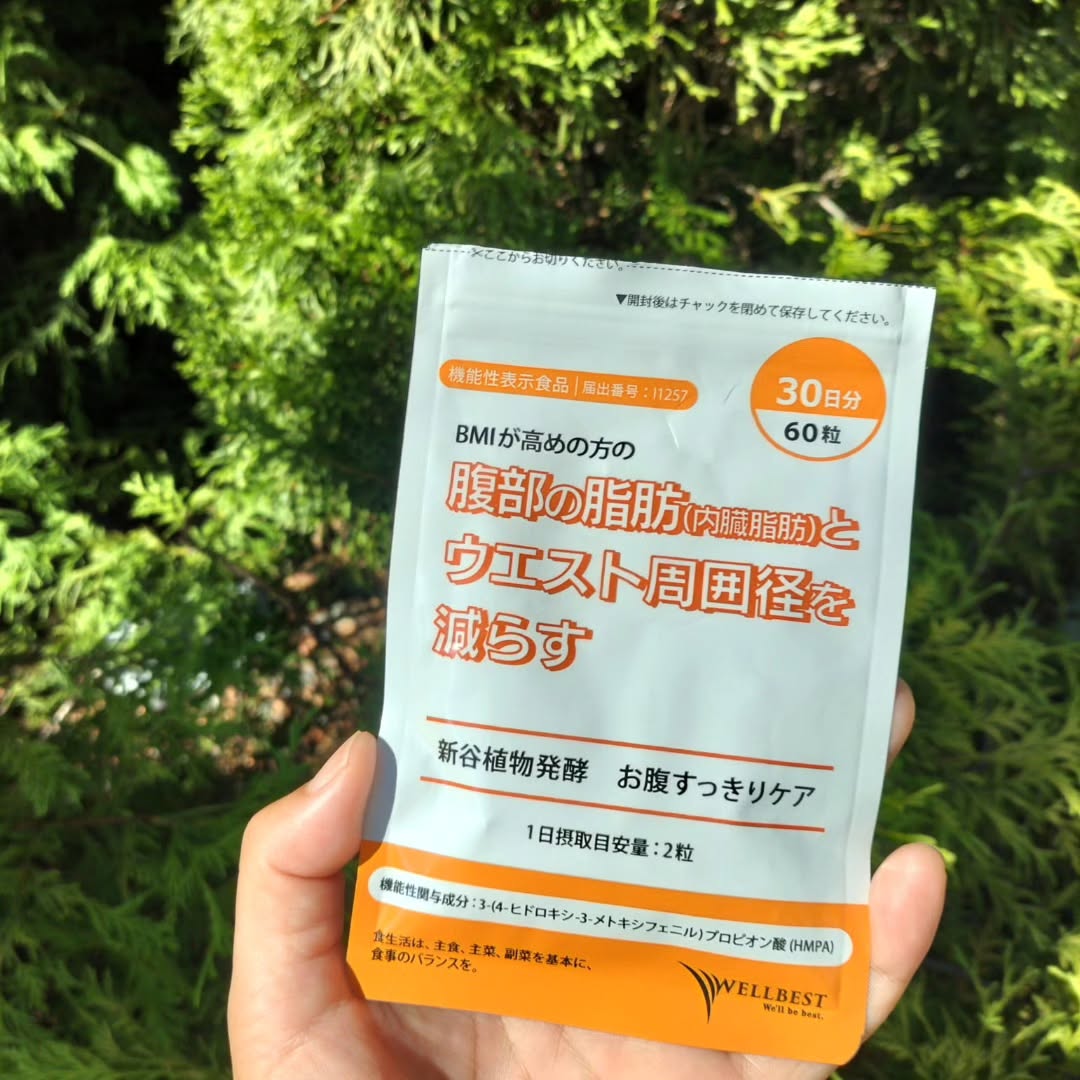 ✕ここからお切りください。
▼開封後はチャックを閉めて保存してください。
機能性表示食品|届出番号:I1257
30日分
60粒
BMIが高めの方の
腹部の脂肪(内臓脂肪)と
ウエスト周囲径を
減らす
新谷植物発酵 お腹すっきりケア
1日摂取目安量:2粒
機能性関与成分:3-(4-ヒドロキシ-3-メトキシフェニル)プロピオン酸(HMPA)
食生活は、主食、主菜、副菜を基本に、
食事のバランスを。
WELLBEST
We'll be best.